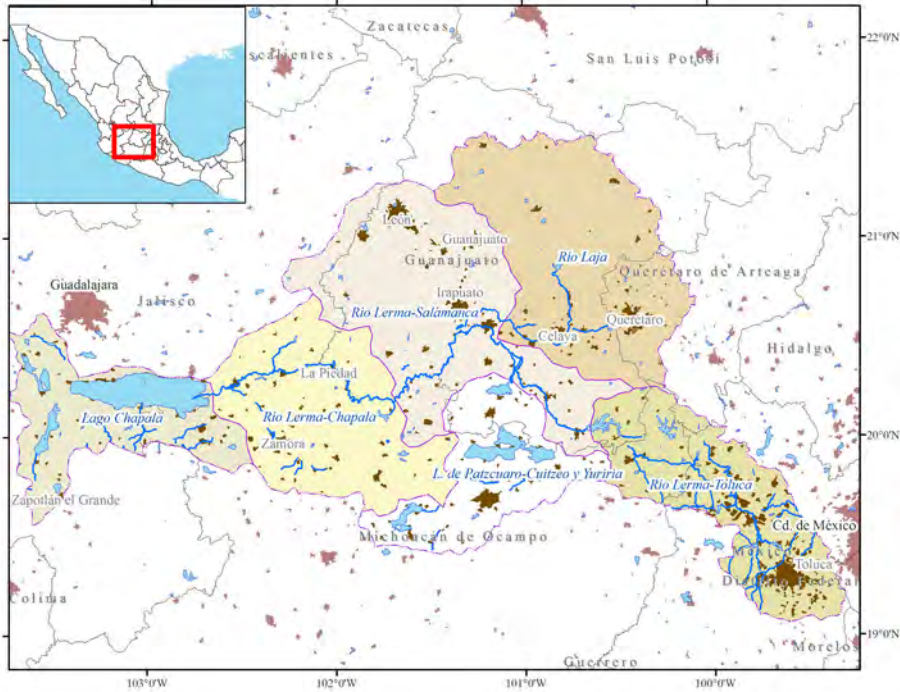 Zacatecas
22°0'N
scalientes
San Luis Potosí
21°0'N
León
Guanajuato
Guanajuato
Río Laja
Querétaro de Arteaga
Guadalajara
Jalisco
Irapuato
Río Lerma-Salamanca
Querétaro
Celaya
Hidalgo
La Piedad
Lago Chapala
Río Lerma-Chapala
Zamora
20°0'N
L. de Patzcuaro-Cuitzeo y Yuriria
Río Lerma-Toluca
Zapotlán el Grande
Cd. de México
Michoacán de Ocampo
México
Toluca
Distrito Federal
Colima
19°0'N
Morelos
Guerrero
103°0'W
102°0'W
101°0'W
100°0'W